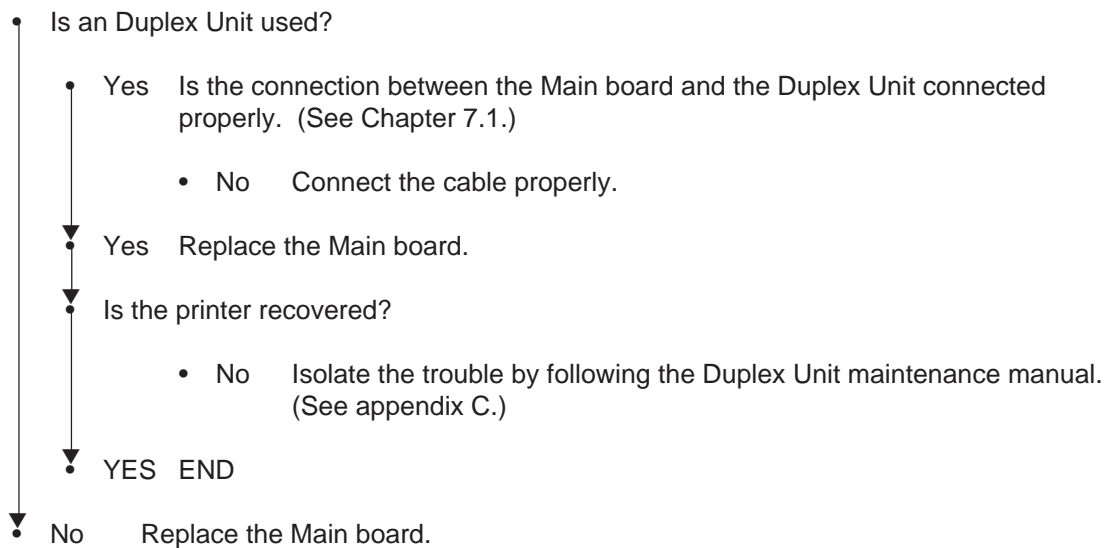 • Is an Duplex Unit used?
• Yes Is the connection between the Main board and the Duplex Unit connected
properly. (See Chapter 7.1.)
• No Connect the cable properly.
• Yes Replace the Main board.
• Is the printer recovered?
• No Isolate the trouble by following the Duplex Unit maintenance manual.
(See appendix C.)
• YES END
• No Replace the Main board.